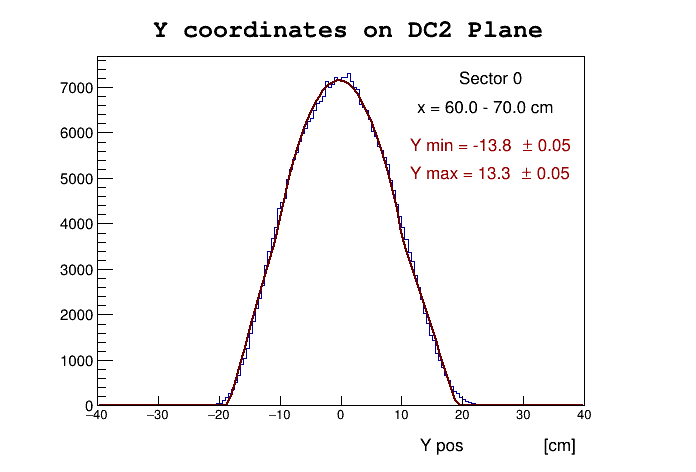 Y coordinates on DC2 Plane
Sector 0
x = 60.0 - 70.0 cm
Y min = -13.8 ± 0.05
Y max = 13.3 ± 0.05
7000
6000
5000
4000
3000
2000
1000
0
−40 −30 −20 −10 0 10 20 30 40
Y pos [cm]